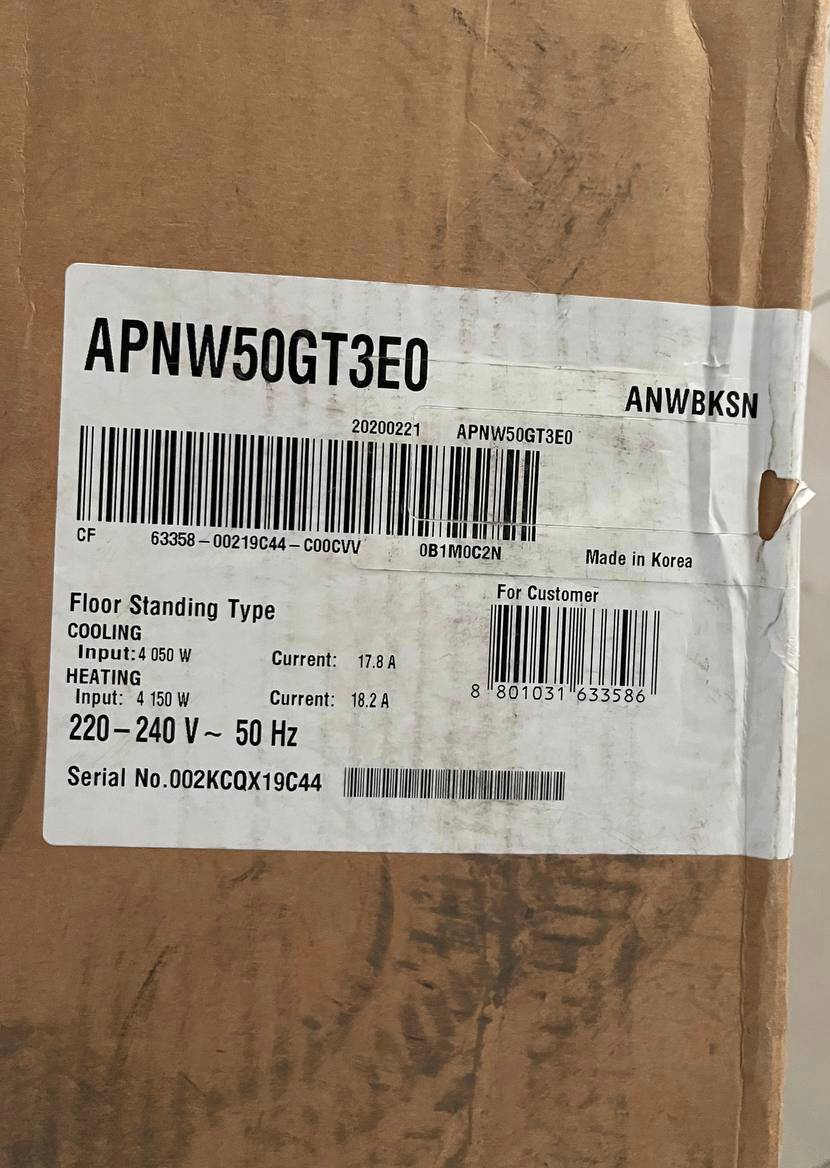 APNW50GT3E0
ANWBKSN
20200221 APNW50GT3E0
CF 63358-00219C44-C00CVV 0B1M0C2N
Made in Korea
For Customer
8 801031 633586
Floor Standing Type
COOLING
Input:4 050 W Current: 17.8 A
HEATING
Input: 4 150 W Current: 18.2 A
220-240 V~ 50 Hz
Serial No.002KCQX19C44